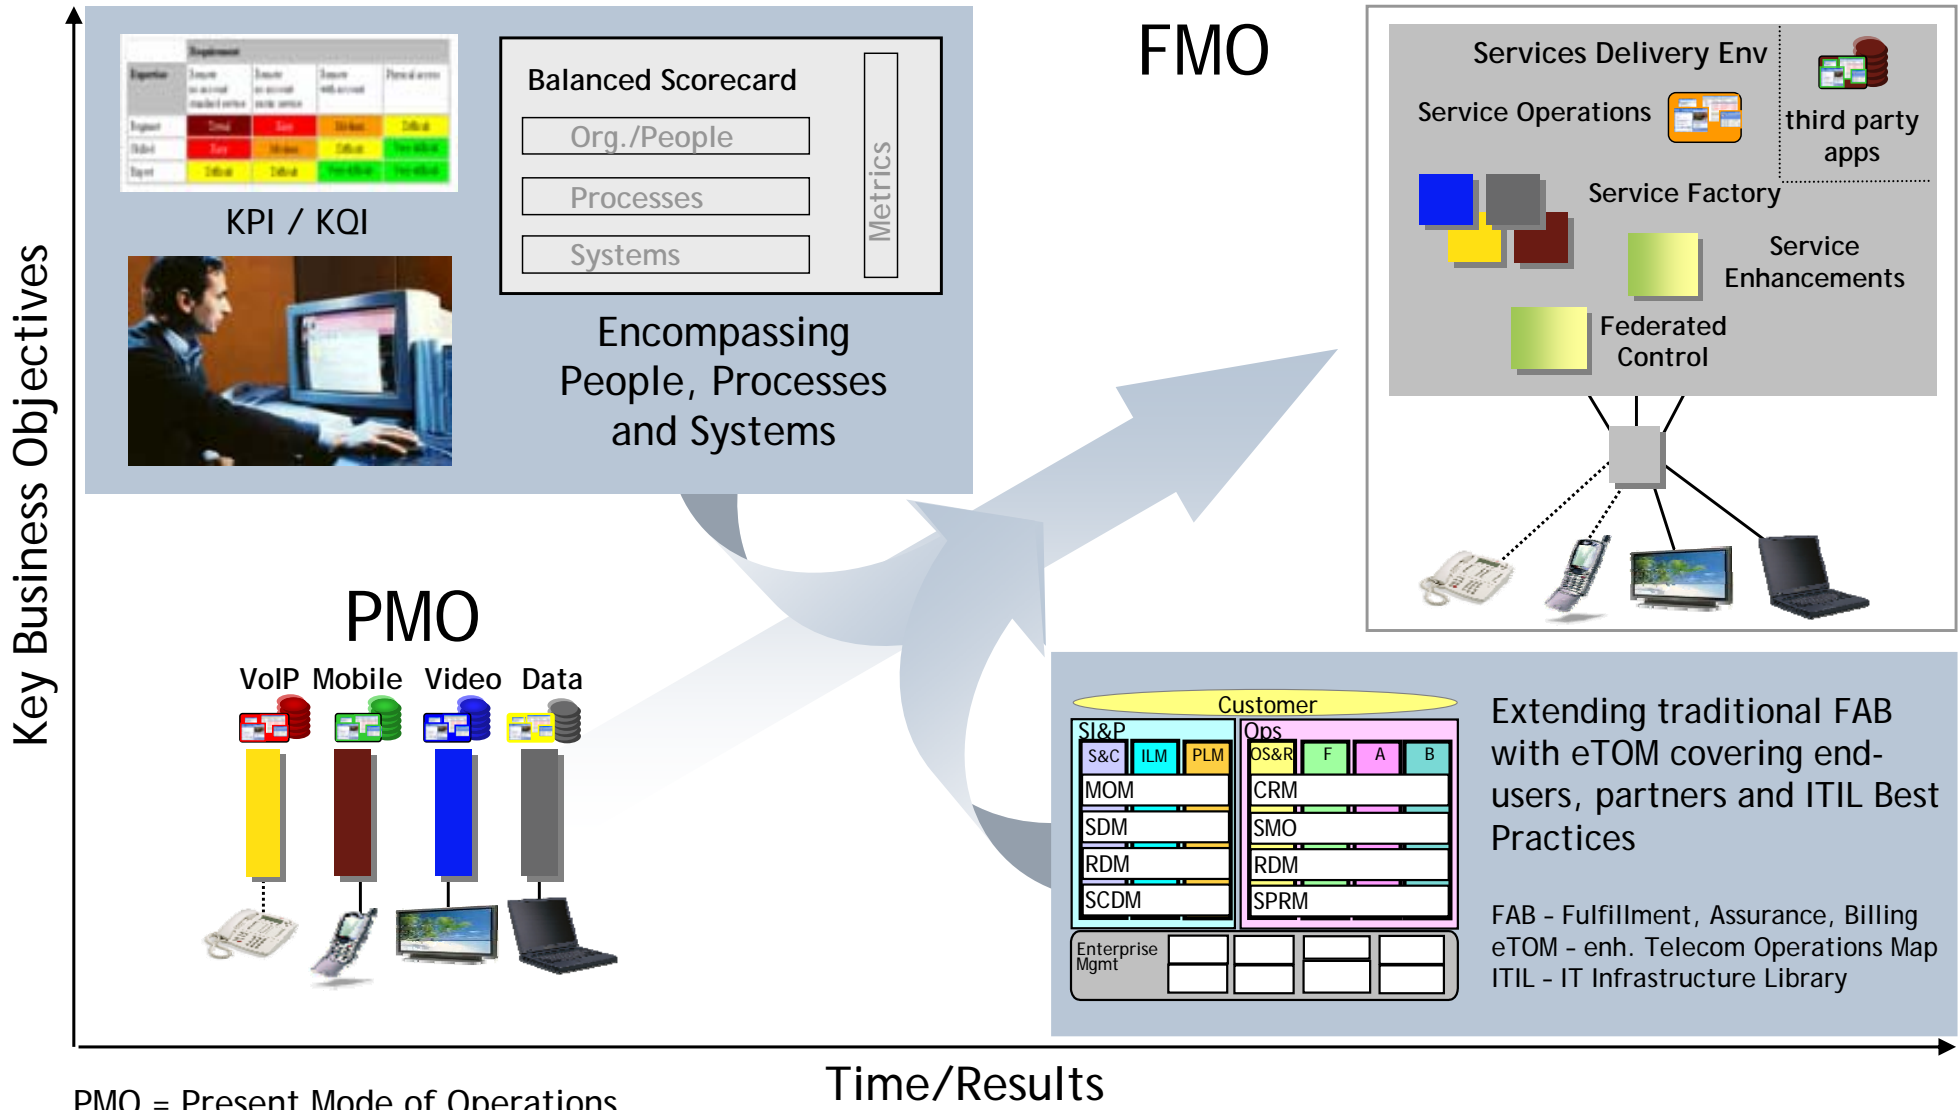 Key Business Objectives
Requirement
Expertise
KPI / KQI
Balanced Scorecard
Org./People
Processes
Systems
Metrics
Encompassing
People, Processes
and Systems
FMO
Services Delivery Env
Service Operations
third party
apps
Service Factory
Service
Enhancements
Federated
Control
PMO
VoIP Mobile Video Data
Customer
SI&P
Ops
S&C ILM PLM
OS&R F A B
MOM
SDM
RDM
SCDM
CRM
SMO
RDM
SPRM
Enterprise
Mgmt
Extending traditional FAB
with eTOM covering end-
users, partners and ITIL Best
Practices
FAB – Fulfillment, Assurance, Billing
eTOM – enh. Telecom Operations Map
ITIL – IT Infrastructure Library
Time/Results
PMO = Present Mode of Operations